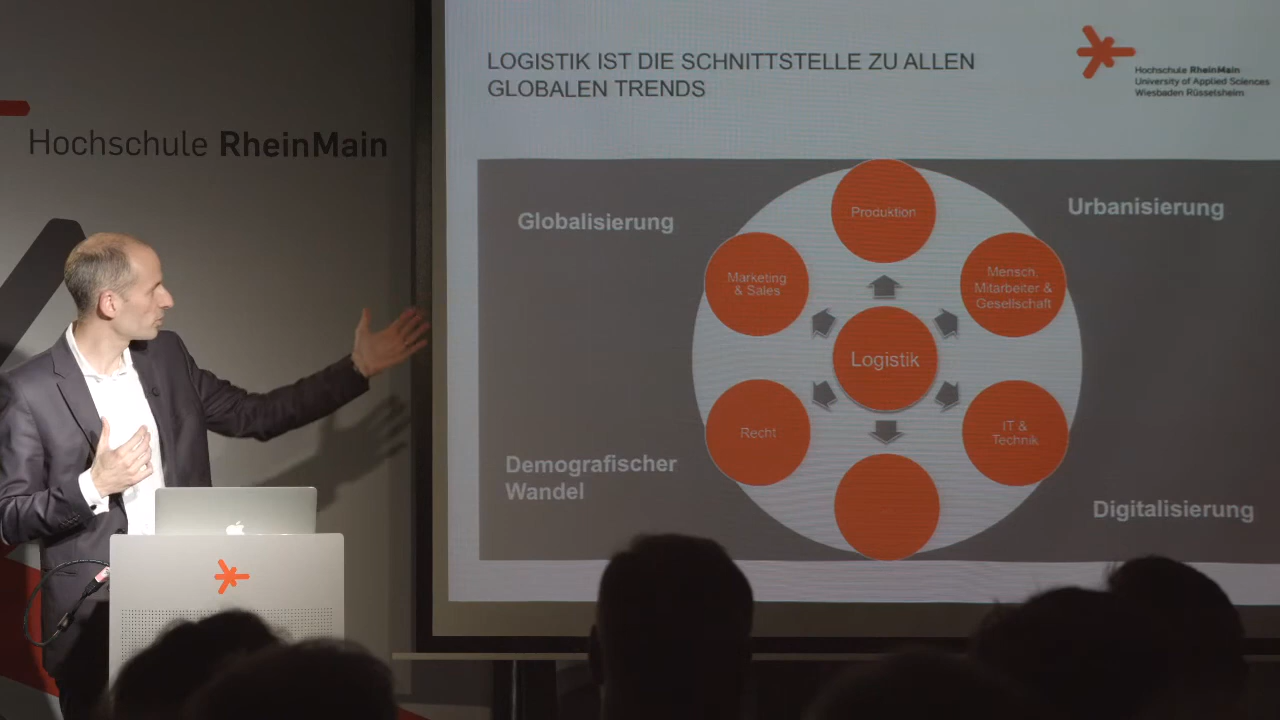 Hochschule RheinMain
LOGISTIK IST DIE SCHNITTSTELLE ZU ALLEN
GLOBALEN TRENDS
Hochschule RheinMain
University of Applied Sciences
Wiesbaden Rüsselsheim
Globalisierung
Urbanisierung
Produktion
Marketing
& Sales
Mensch,
Mitarbeiter &
Gesellschaft
Logistik
Recht
IT &
Technik
Demografischer
Wandel
Digitalisierung